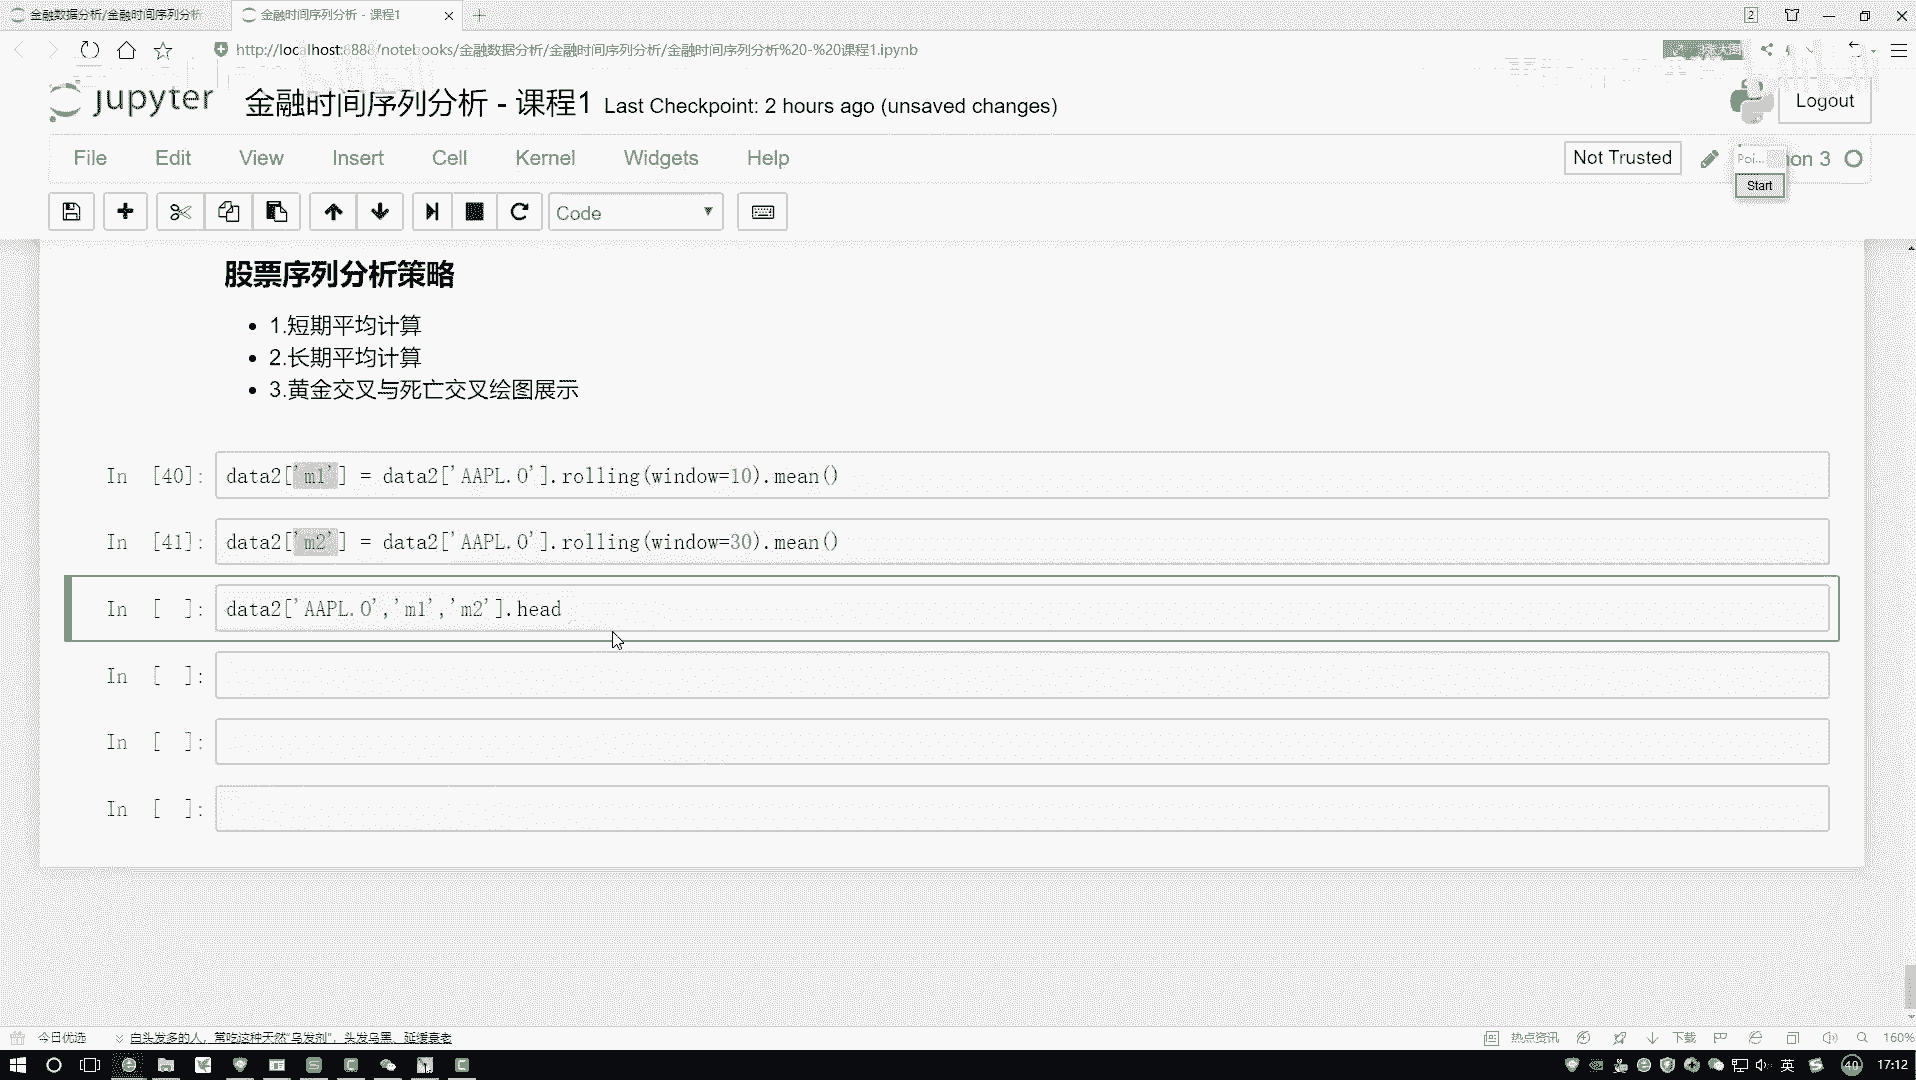 金融数据分析/金融时间序列分析
金融时间序列分析 - 课程1
2
http://localhost:8888/notebooks/金融数据分析/金融时间序列分析/金融时间序列分析%20-%20课程1.ipynb
jupyter 金融时间序列分析 - 课程1 Last Checkpoint: 2 hours ago (unsaved changes)
Logout
File Edit View Insert Cell Kernel Widgets Help
Not Trusted
Poi...
on 3
Start
Code
股票序列分析策略
• 1.短期平均计算
• 2.长期平均计算
• 3.黄金交叉与死亡交叉绘图展示
In [40]: data2['m1'] = data2['AAPL.O'].rolling(window=10).mean()
In [41]: data2['m2'] = data2['AAPL.O'].rolling(window=30).mean()
In [ ]: data2['AAPL.O','m1','m2'].head
In [ ]:
In [ ]:
In [ ]:
今日优选
白头发多的人，常吃这种天然“乌发剂”，头发乌黑、延缓衰老
热点资讯
下载
160%
英
40
17:12